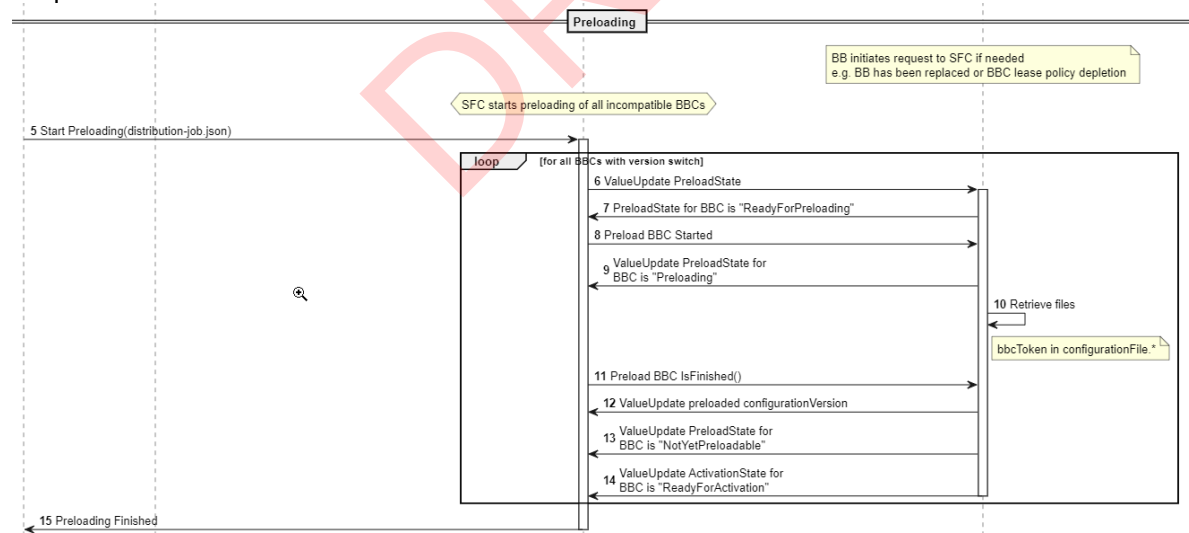 Preloading
BB initiates request to SFC if needed
e.g. BB has been replaced or BBC lease policy depletion
SFC starts preloading of all incompatible BBCs
5 Start Preloading(distribution-job.json)
loop [for all BBCs with version switch]
6 ValueUpdate PreloadState
7 PreloadState for BBC is "ReadyForPreloading"
8 Preload BBC Started
9 ValueUpdate PreloadState for
BBC is "Preloading"
10 Retrieve files
bbcToken in configurationFile.*
11 Preload BBC IsFinished()
12 ValueUpdate preloaded configurationVersion
13 ValueUpdate PreloadState for
BBC is "NotYetPreloadable"
14 ValueUpdate ActivationState for
BBC is "ReadyForActivation"
15 Preloading Finished